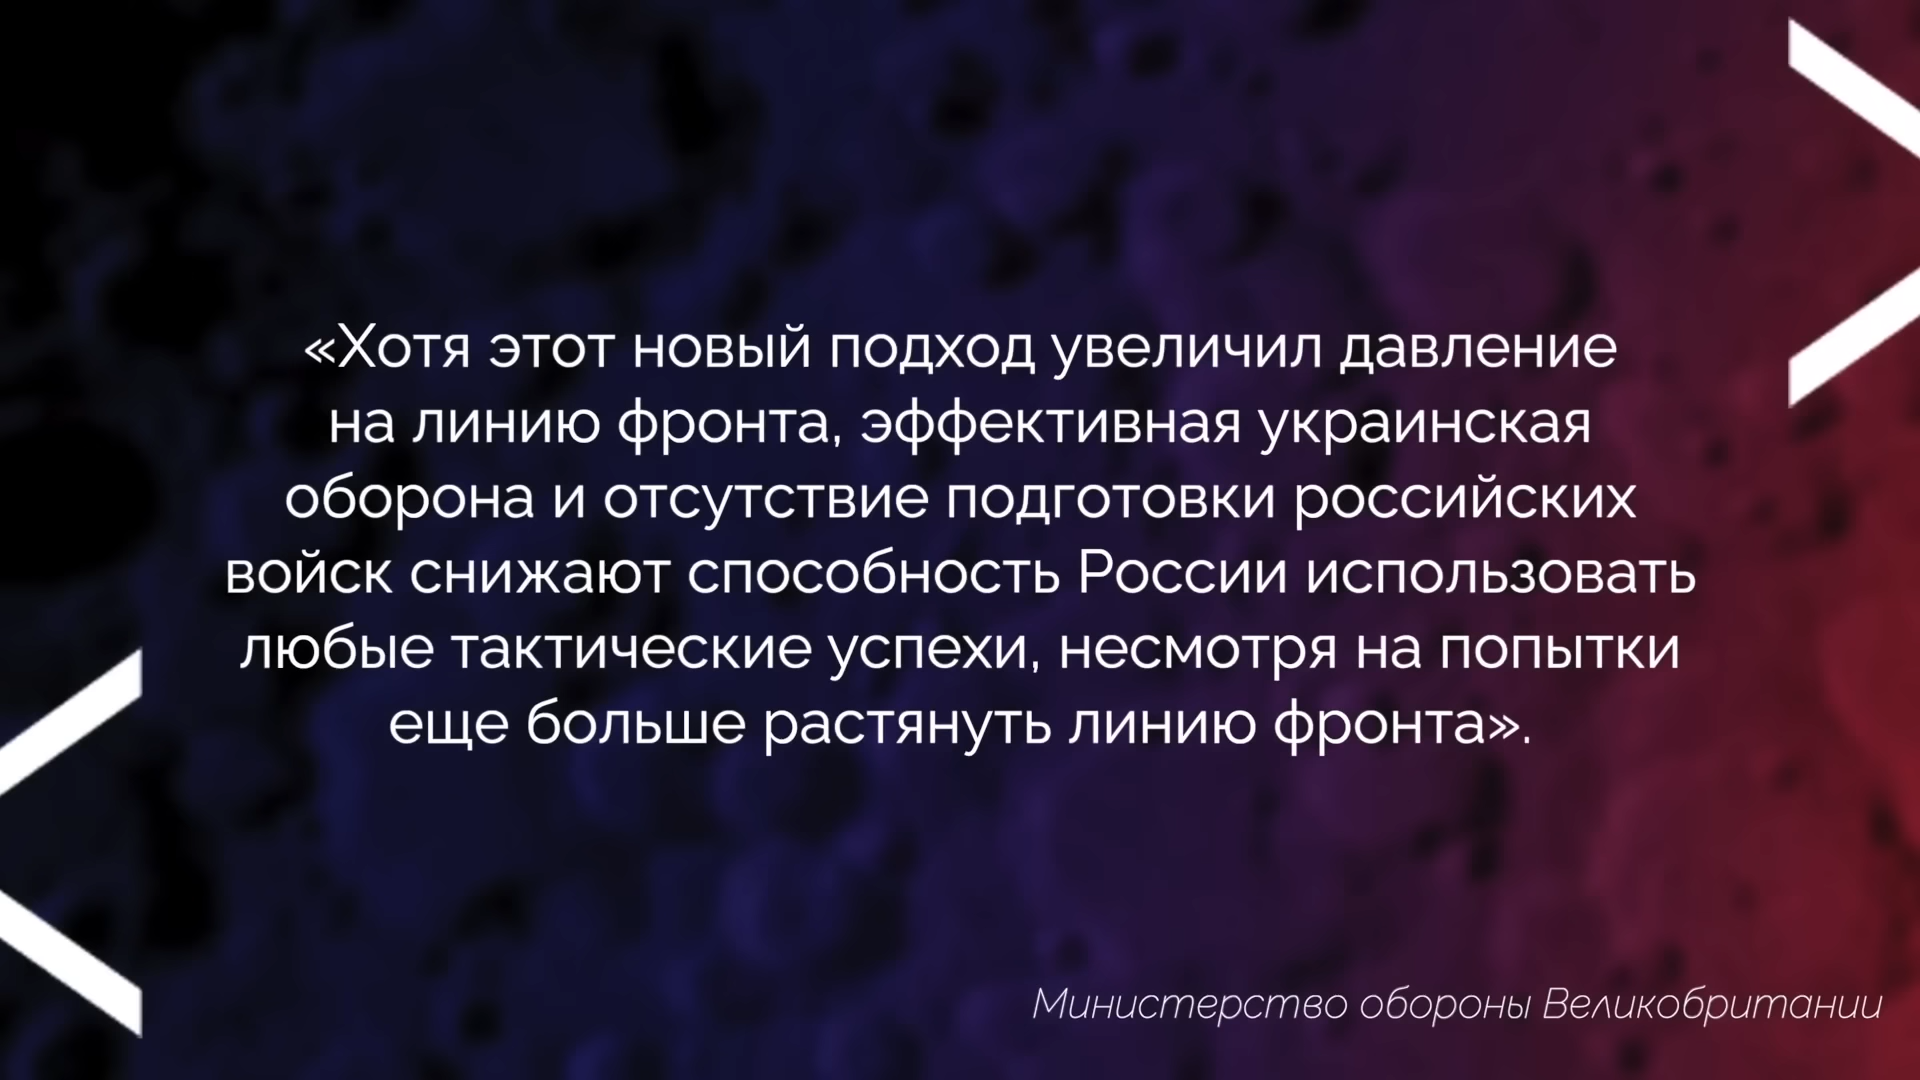 «Хотя этот новый подход увеличил давление
на линию фронта, эффективная украинская
оборона и отсутствие подготовки российских
войск снижают способность России использовать
любые тактические успехи, несмотря на попытки
еще больше растянуть линию фронта».
Министерство обороны Великобритании